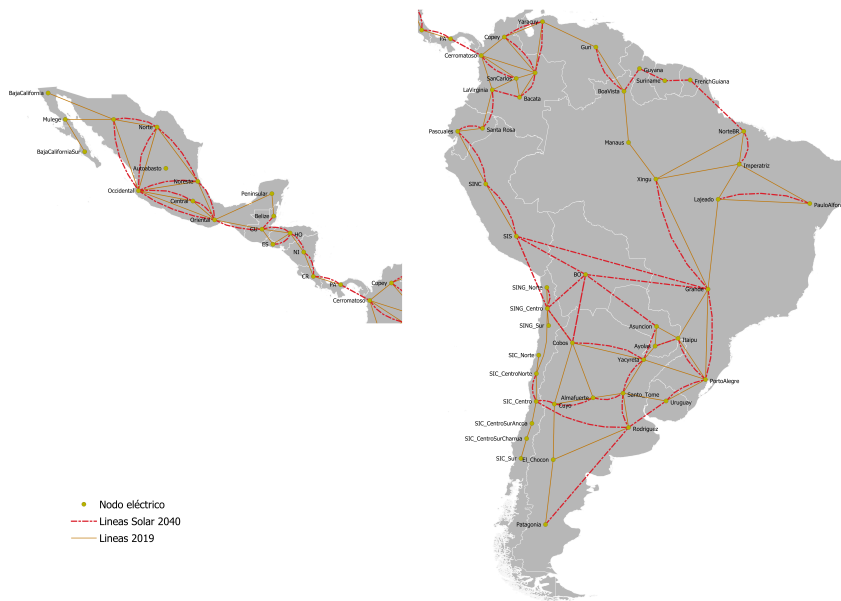 BajaCalifornia
Mulege
BajaCaliforniaSur
Norte
Autoabasto
Noreste
Occidental
Central
Oriental
Peninsular
Belize
GU
HO
ES
NI
CR
PA
Cerromatoso
Copey
PA
Cerromatoso
Copey
Yaracuy
Guri
SanCarlos
LaVirginia
Bacata
BoaVista
Guyana
Suriname
FrenchGuiana
Pascuales
Santa Rosa
Manaus
NorteBR
Imperatriz
SINC
Xingu
Lajeado
PauloAlfon
SIS
BO
Grande
SING_Norte
SING_Centro
SING_Sur
Asuncion
Cobos
Ayolas
Itaipu
SIC_Norte
Yacyreta
SIC_CentroNorte
PortoAlegre
Almafuerte
Santo_Tome
SIC_Centro
Cuyo
Uruguay
SIC_CentroSurAncoa
Rodriguez
SIC_CentroSurCharrua
SIC_Sur
El_Chocon
Patagonia
Nodo eléctrico
Lineas Solar 2040
Lineas 2019